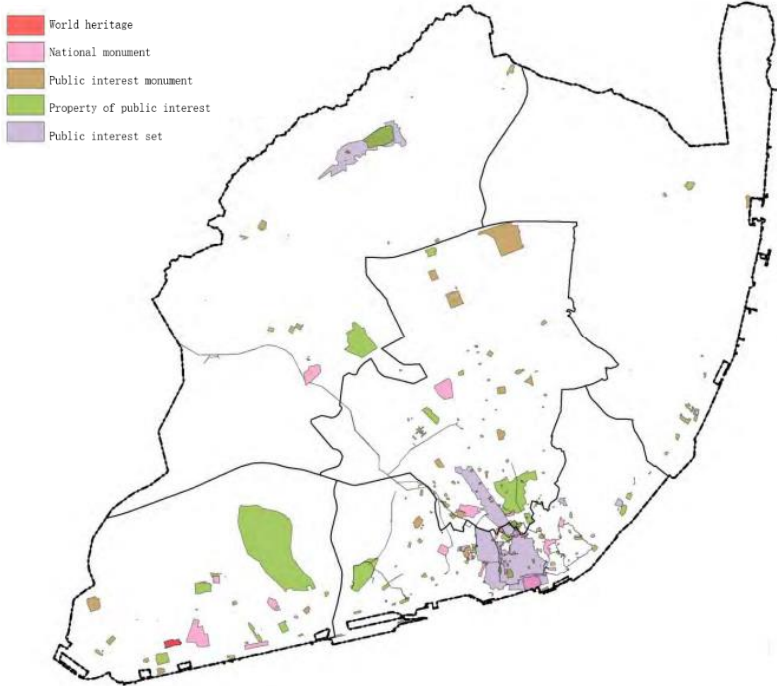 World heritage
National monument
Public interest monument
Property of public interest
Public interest set